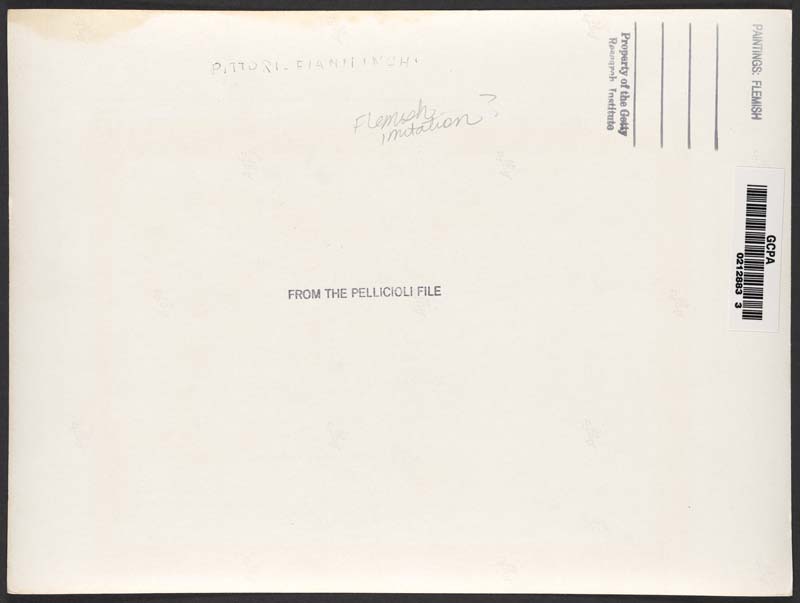 PITTORI - FIAMMINGHI
Flemish
imitation?
Property of the Getty
Research Institute
PAINTINGS: FLEMISH
GCPA
0212883 3
FROM THE PELLICIOLI FILE